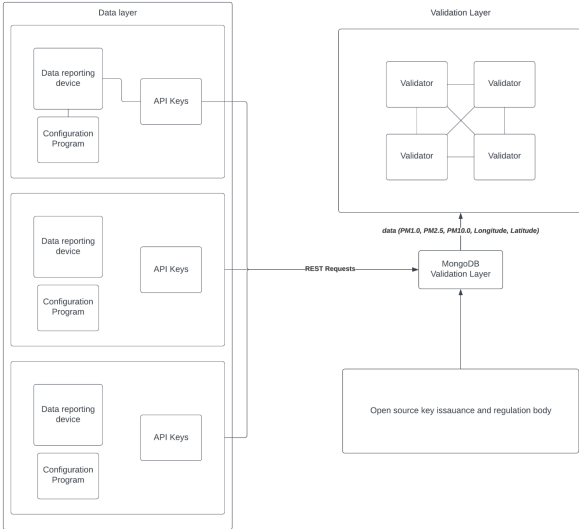 Data layer
Validation Layer
Data reporting
device
API Keys
Configuration
Program
Validator
Validator
Validator
Validator
Data reporting
device
API Keys
Configuration
Program
data (PM1.0, PM2.5, PM10.0, Longitude, Latitude)
REST Requests
MongoDB
Validation Layer
Data reporting
device
API Keys
Configuration
Program
Open source key issauance and regulation body